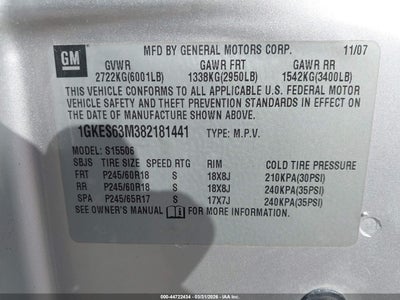 GM
MFD BY GENERAL MOTORS CORP. 11/07
GVWR GAWR FRT GAWR RR
2722KG(6001LB) 1338KG(2950LB) 1542KG(3400LB)
THIS VEHICLE CONFORMS TO ALL APPLICABLE U.S. FEDERAL MOTOR
VEHICLE SAFETY, BUMPER, AND THEFT PREVENTION STANDARDS IN EFFECT ON
THE DATE OF MANUFACTURE SHOWN ABOVE.
1GKES63M382181441 TYPE: M.P.V.
S15506
SBJS TIRE SIZE SPEED RTG RIM COLD TIRE PRESSURE
FRT P245/60R18 S 18X8J 210KPA(30PSI)
RR P245/60R18 S 18X8J 240KPA(35PSI)
SPA P245/65R17 S 17X7J 240KPA(35PSI)
SEE OWNER'S MANUAL FOR MORE INFORMATION.
000-44722434 - 03/31/2026 -